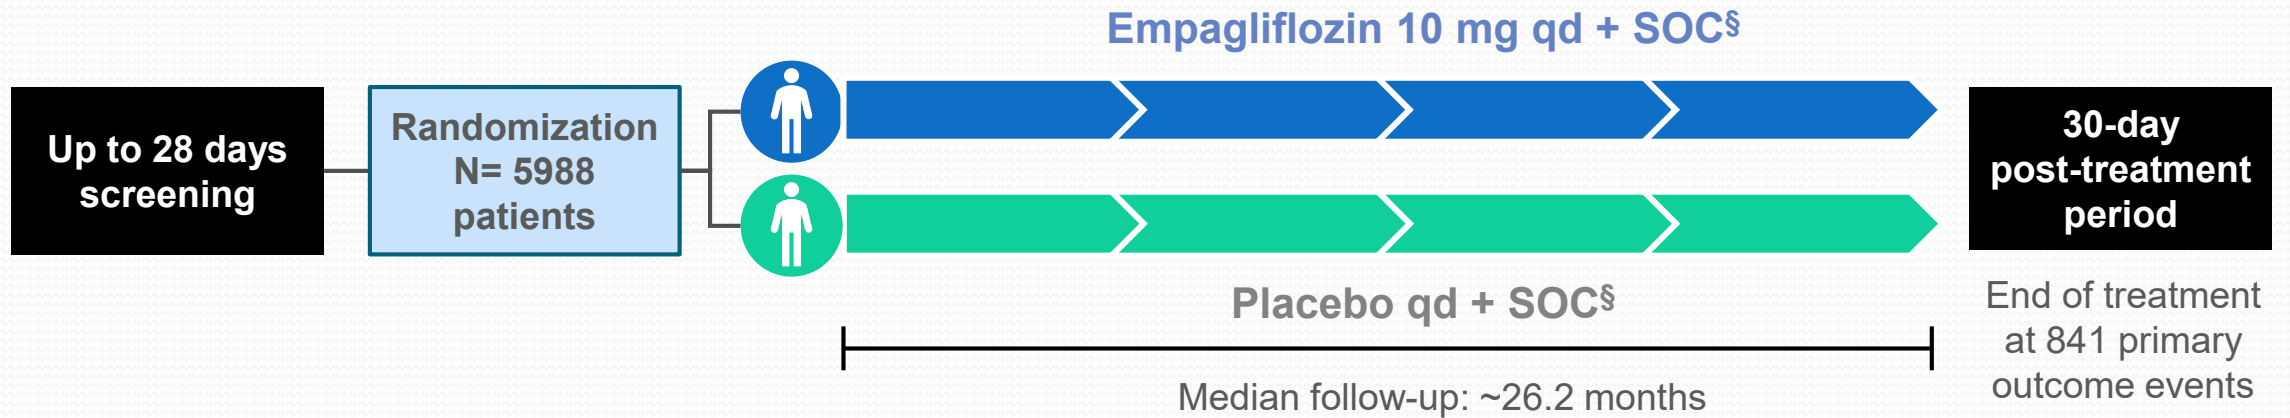 Empagliflozin 10 mg qd + SOC§
Up to 28 days
screening
Randomization
N= 5988
patients
30-day
post-treatment
period
Placebo qd + SOC§
Median follow-up: ~26.2 months
End of treatment
at 841 primary
outcome events